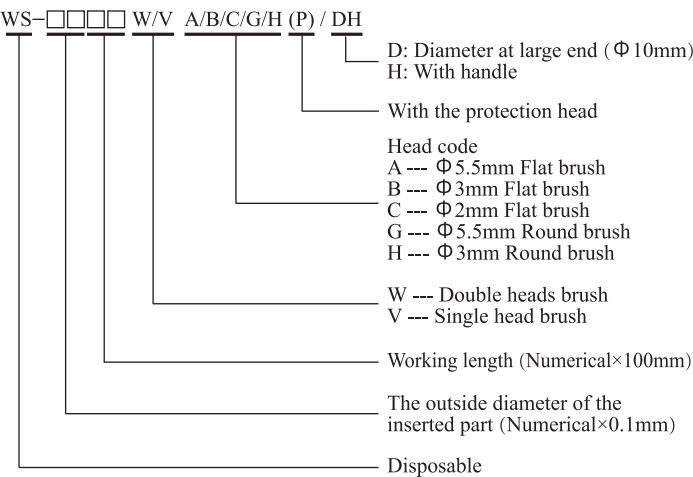 WS-□□□□ W/V A/B/C/G/H (P) / DH
D: Diameter at large end (Φ10mm)
H: With handle
With the protection head
Head code
A --- Φ5.5mm Flat brush
B --- Φ3mm Flat brush
C --- Φ2mm Flat brush
G --- Φ5.5mm Round brush
H --- Φ3mm Round brush
W --- Double heads brush
V --- Single head brush
Working length (Numerical×100mm)
The outside diameter of the
inserted part (Numerical×0.1mm)
Disposable